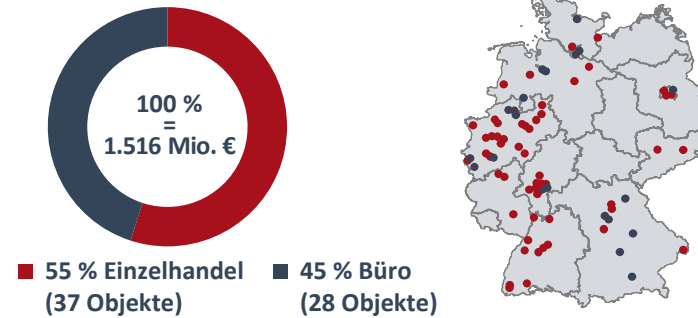 100 %
=
1.516 Mio. €
55 % Einzelhandel
(37 Objekte)
45 % Büro
(28 Objekte)